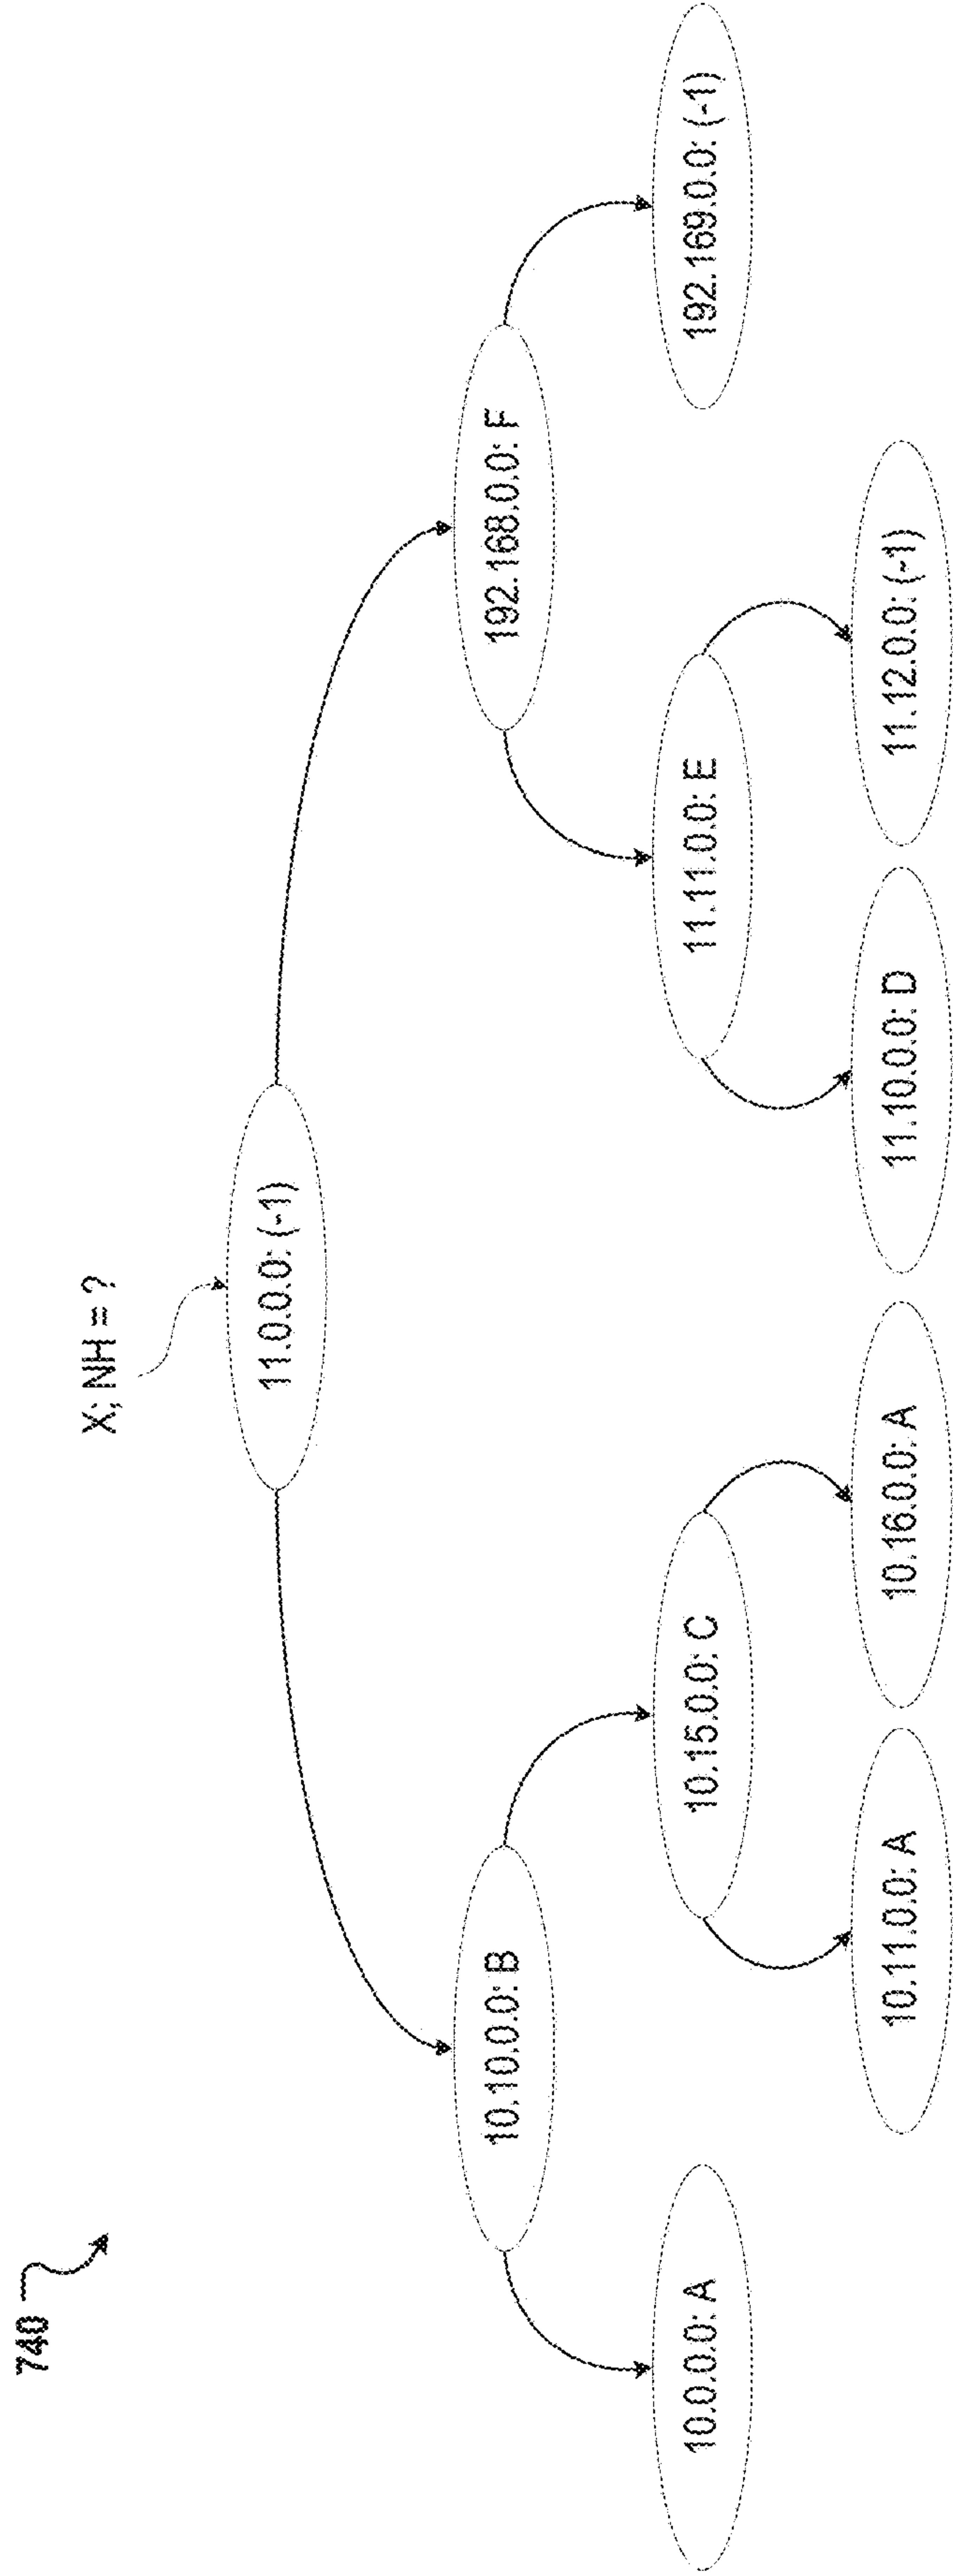 740
X; NH = ?
11.0.0.0: (-1)
10.10.0.0: B
192.168.0.0: F
10.0.0.0: A
10.15.0.0: C
11.11.0.0: E
192.169.0.0: (-1)
10.11.0.0: A
10.16.0.0: A
11.10.0.0: D
11.12.0.0: (-1)